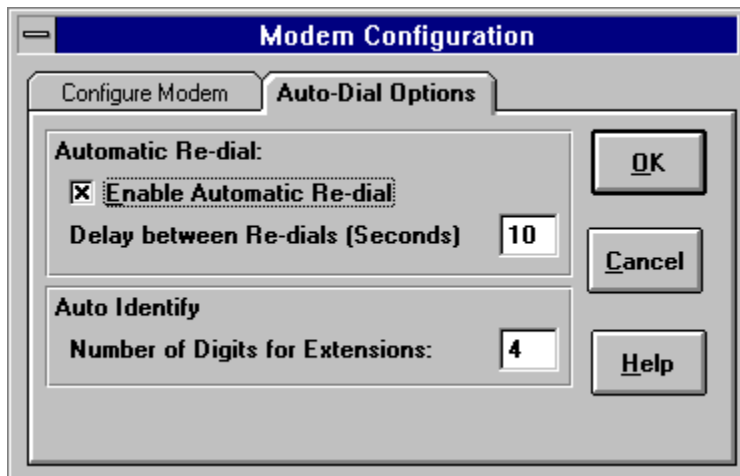 Modem Configuration
Configure Modem
Auto-Dial Options
Automatic Re-dial:
Enable Automatic Re-dial
Delay between Re-dials (Seconds) 10
Auto Identify
Number of Digits for Extensions: 4
OK
Cancel
Help